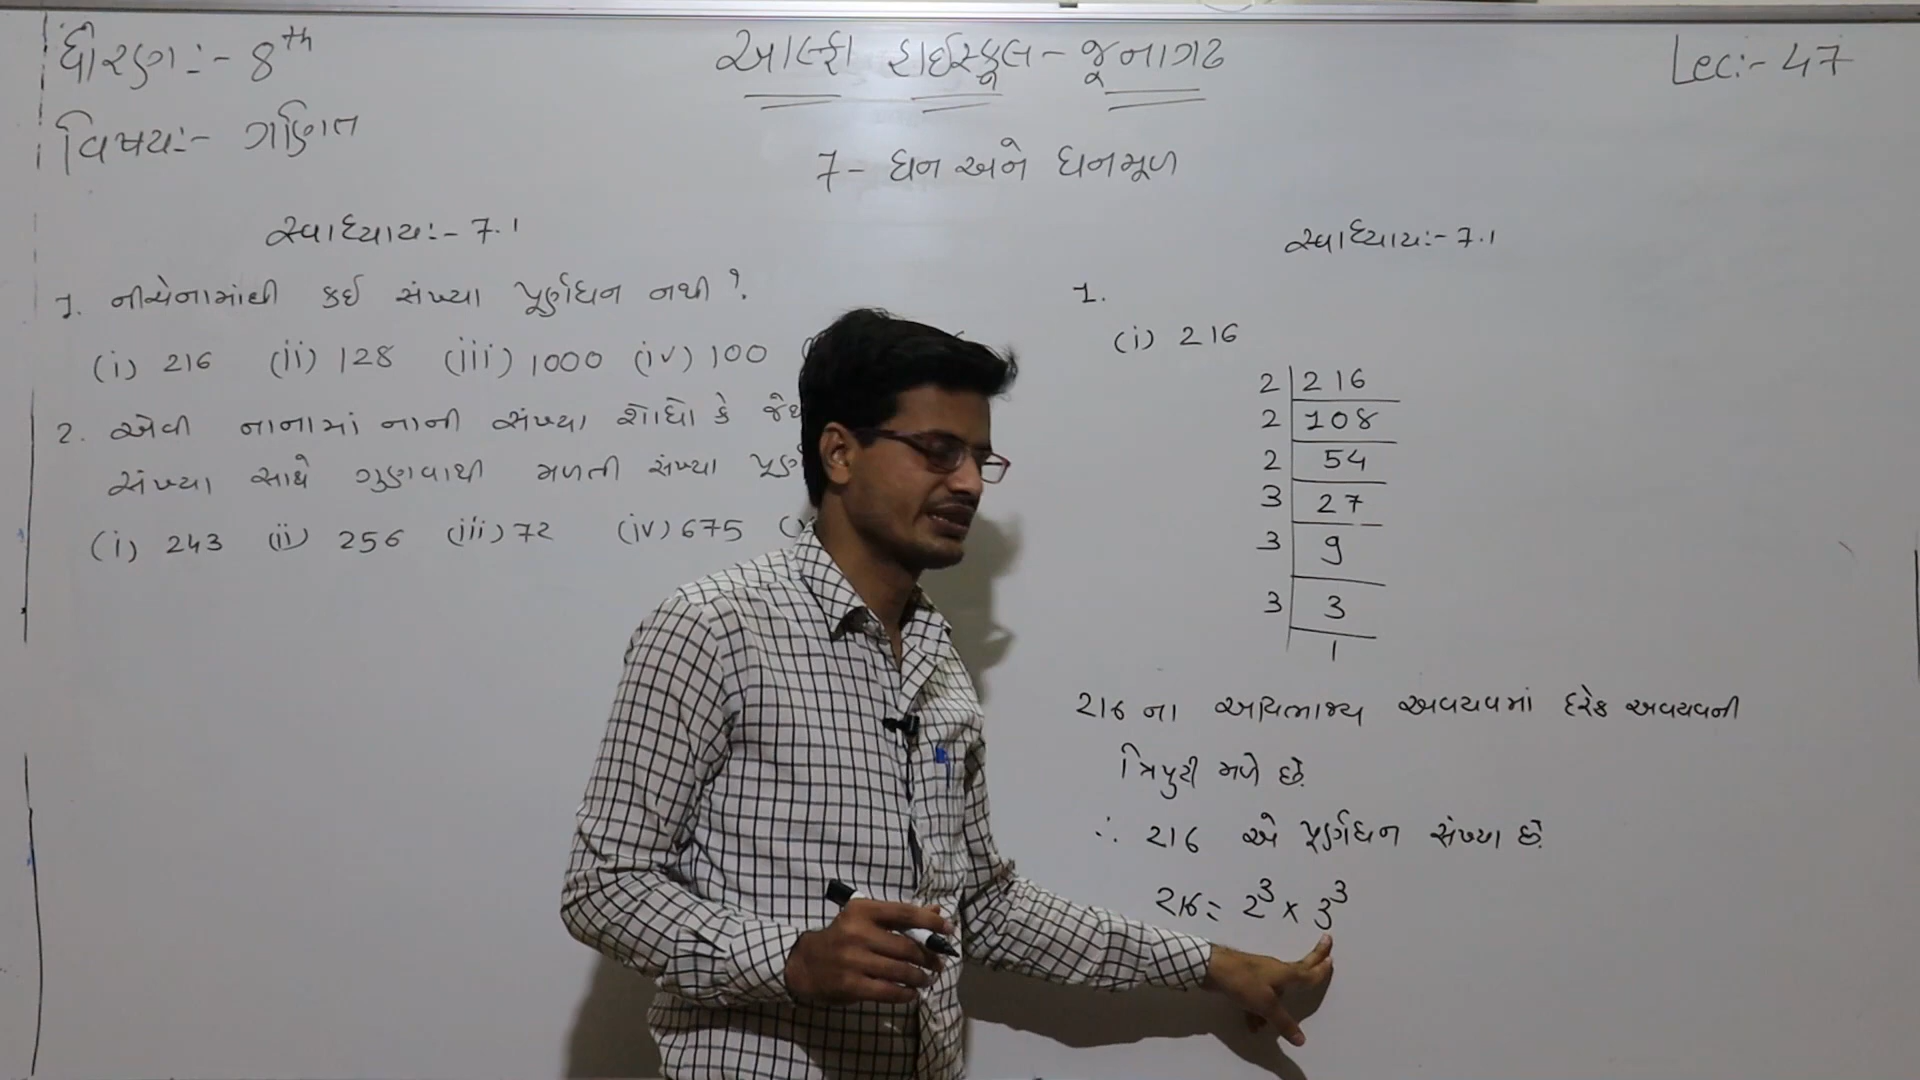 ધોરણ:- 8th
આલ્ફા હાઈસ્કૂલ - જૂનાગઢ
Lec:- 47
વિષય:- ગણિત
7 - ઘન અને ઘનમૂળ
સ્વાધ્યાય:- 7.1
1. નીચેનામાંથી કઈ સંખ્યા પૂર્ણઘન નથી ?
(i) 216 (ii) 128 (iii) 1000 (iv) 100
2. એવી નાનામાં નાની સંખ્યા શોધો કે
સંખ્યા સાથે ગુણવાથી મળતી સંખ્યા
(i) 243 (ii) 256 (iii) 72 (iv) 675
સ્વાધ્યાય:- 7.1
1.
(i) 216
2 | 216
2 | 108
2 | 54
3 | 27
3 | 9
3 | 3
1
216 ના અવિભાજ્ય અવયવમાં દરેક અવયવની
ત્રિપુટી મળે છે.
∴ 216 એ પૂર્ણઘન સંખ્યા છે.
216 = 2³ × 3³